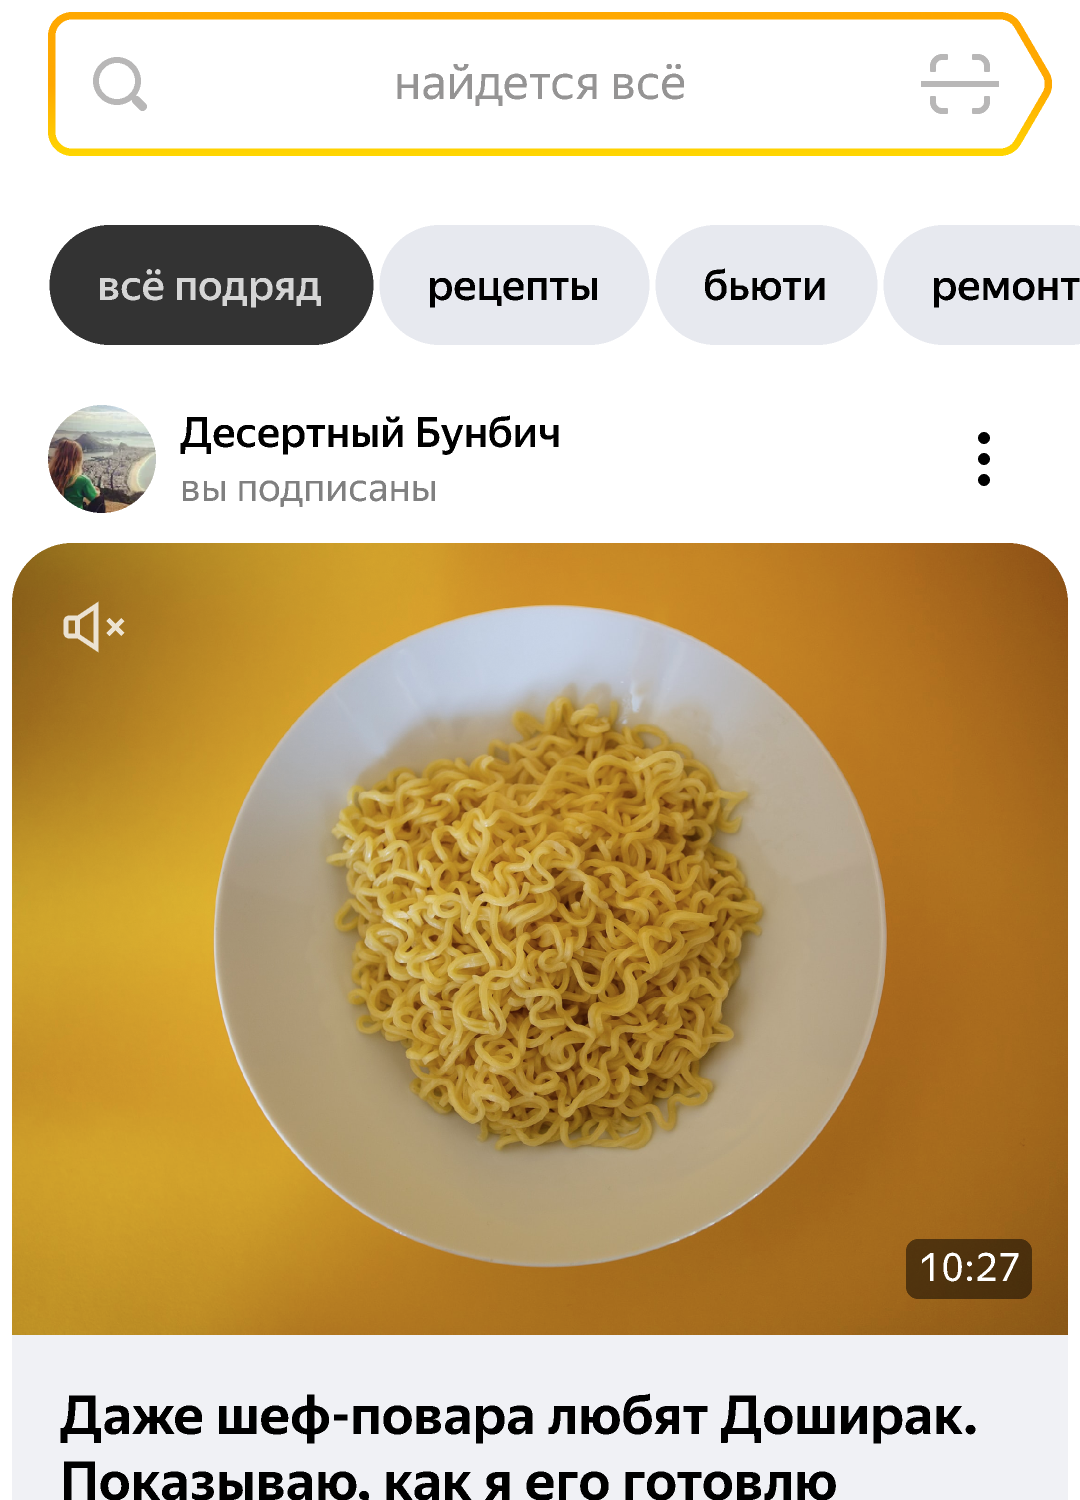 найдется всё
всё подряд
рецепты
бьюти
ремонт
Десертный Бунбич
вы подписаны
10:27
Даже шеф-повара любят Доширак.
Показываю, как я его готовлю